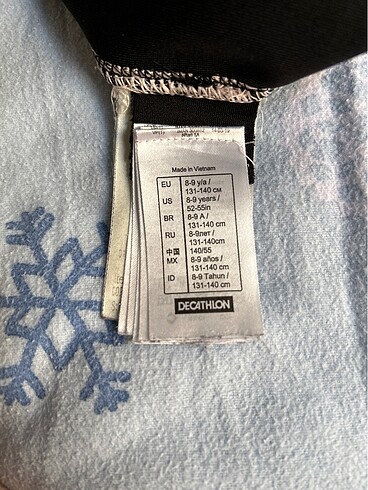 Made in Vietnam
EU 8-9 y/a /
131-140 см
US 8-9 years /
52-55in
BR 8-9 A /
131-140 cm
RU 8-9лет /
131-140cm
中国 140/55
MX 8-9 años /
131-140 cm
ID 8-9 Tahun /
131-140 cm
DECATHLON